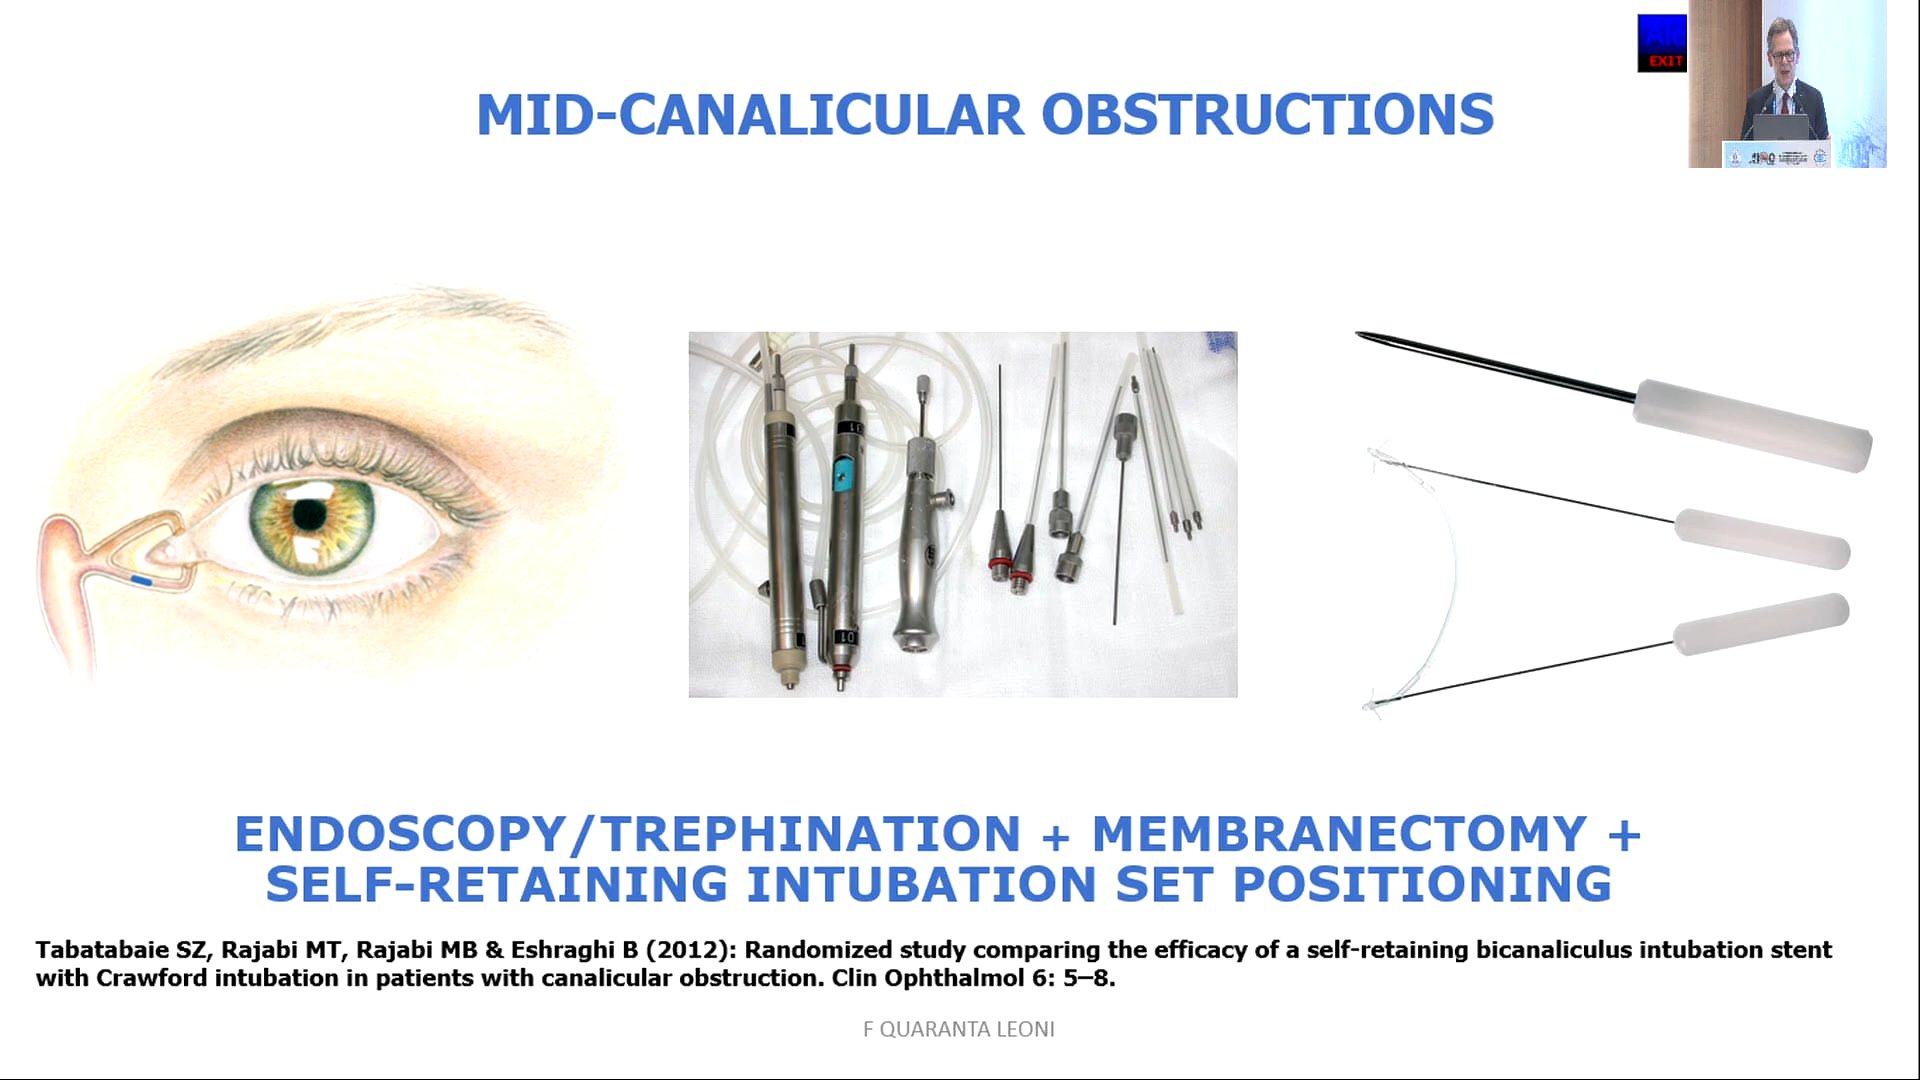 Ale
EXIT
MID-CANALICULAR OBSTRUCTIONS
ENDOSCOPY/TREPHINATION + MEMBRANECTOMY +
SELF-RETAINING INTUBATION SET POSITIONING
Tabatabaie SZ, Rajabi MT, Rajabi MB & Eshraghi B (2012): Randomized study comparing the efficacy of a self-retaining bicanaliculus intubation stent
with Crawford intubation in patients with canalicular obstruction. Clin Ophthalmol 6: 5–8.
F QUARANTA LEONI